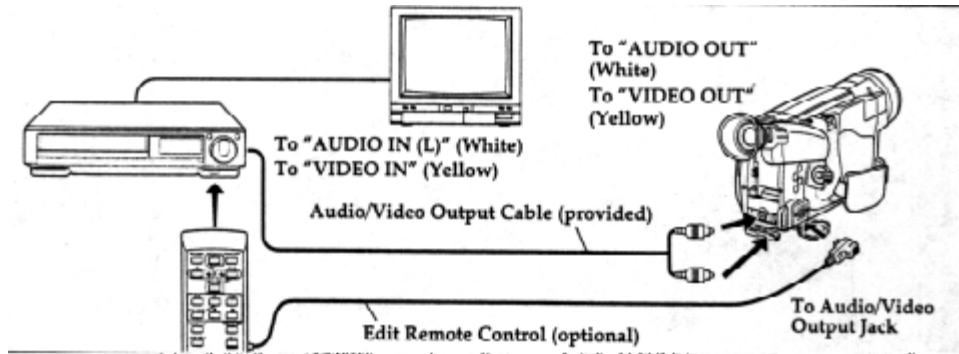 To "AUDIO OUT"
(White)
To "VIDEO OUT"
(Yellow)
To "AUDIO IN (L)" (White)
To "VIDEO IN" (Yellow)
Audio/Video Output Cable (provided)
To Audio/Video
Output Jack
Edit Remote Control (optional)